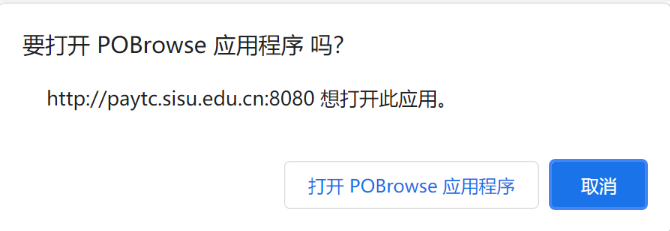 要打开 POBrowse 应用程序 吗？
http://paytc.sisu.edu.cn:8080 想打开此应用。
打开 POBrowse 应用程序
取消